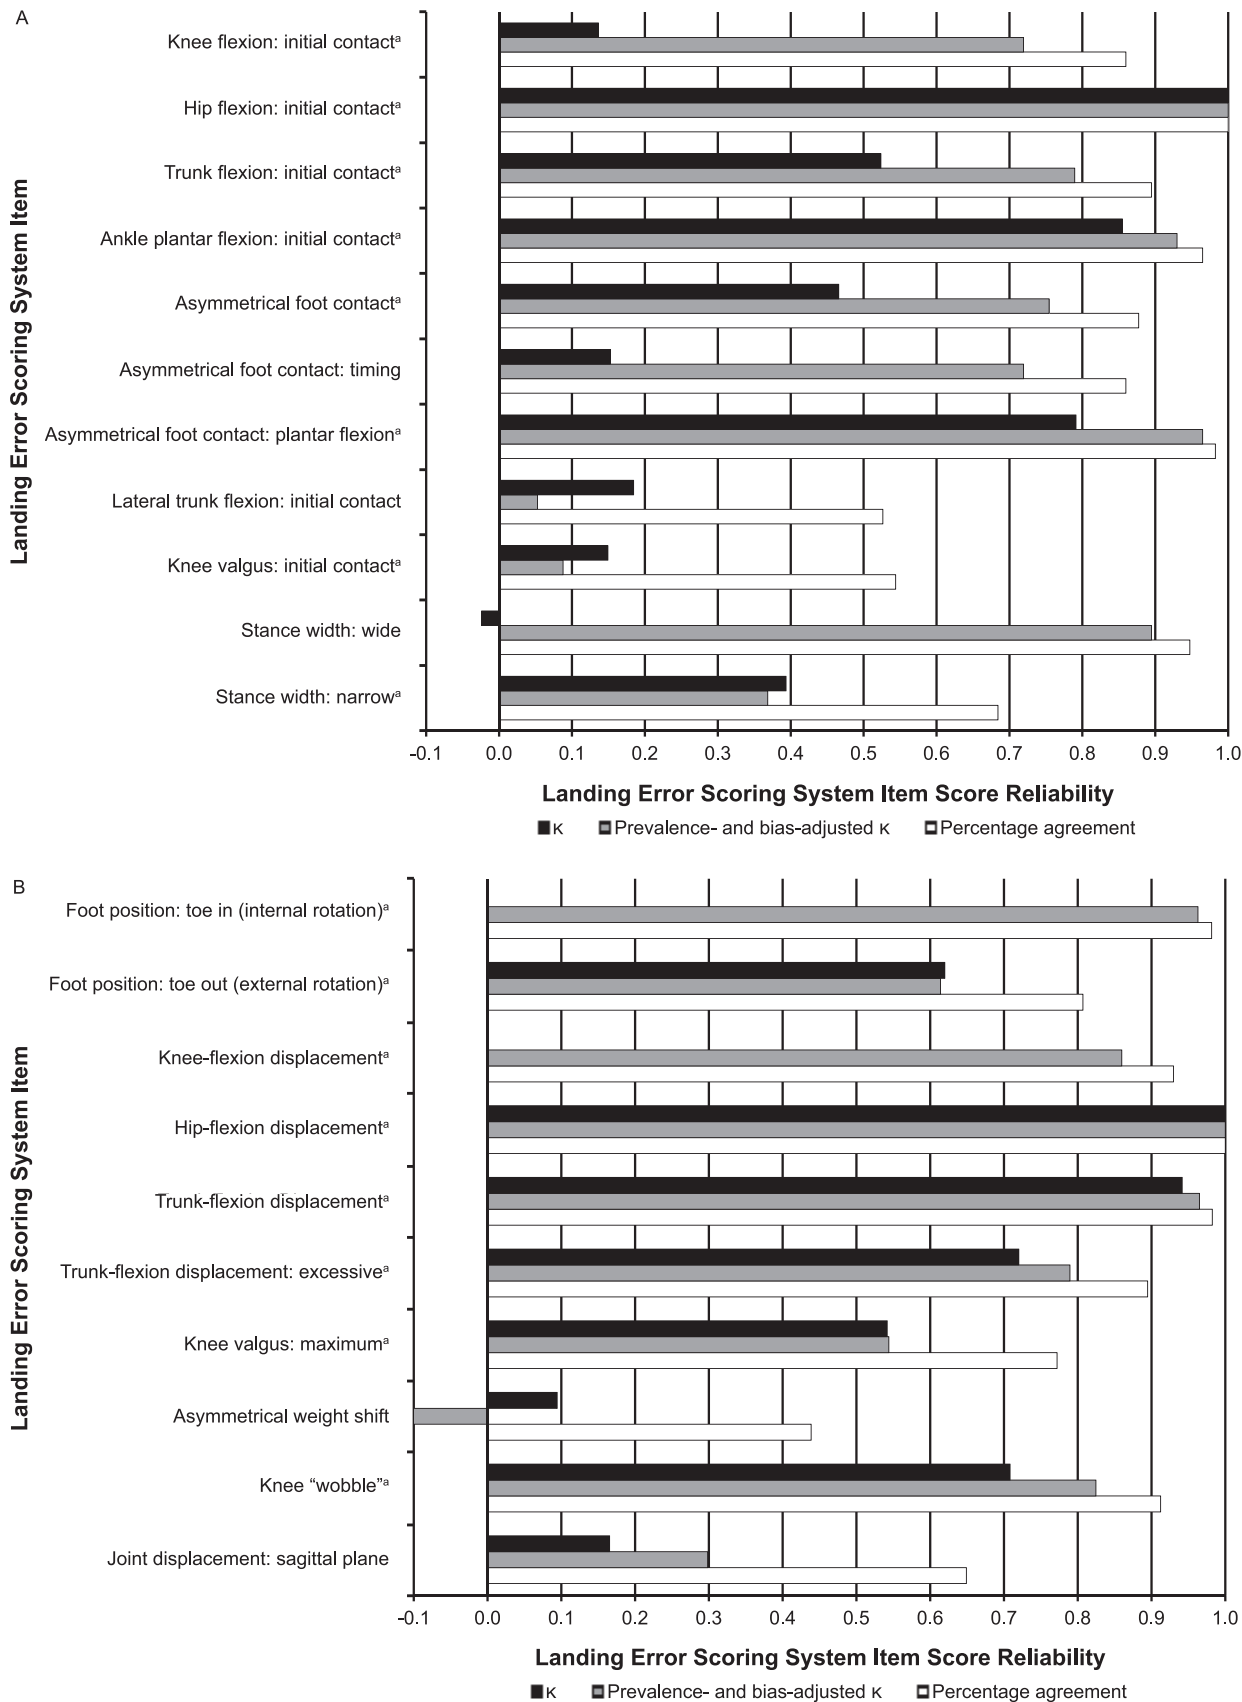 A
Landing Error Scoring System Item
Knee flexion: initial contactᵃ
Hip flexion: initial contactᵃ
Trunk flexion: initial contactᵃ
Ankle plantar flexion: initial contactᵃ
Asymmetrical foot contactᵃ
Asymmetrical foot contact: timing
Asymmetrical foot contact: plantar flexionᵃ
Lateral trunk flexion: initial contact
Knee valgus: initial contactᵃ
Stance width: wide
Stance width: narrowᵃ
-0.1 0.0 0.1 0.2 0.3 0.4 0.5 0.6 0.7 0.8 0.9 1.0
Landing Error Scoring System Item Score Reliability
κ Prevalence- and bias-adjusted κ Percentage agreement
B
Landing Error Scoring System Item
Foot position: toe in (internal rotation)ᵃ
Foot position: toe out (external rotation)ᵃ
Knee-flexion displacementᵃ
Hip-flexion displacementᵃ
Trunk-flexion displacementᵃ
Trunk-flexion displacement: excessiveᵃ
Knee valgus: maximumᵃ
Asymmetrical weight shift
Knee “wobble”ᵃ
Joint displacement: sagittal plane
-0.1 0.0 0.1 0.2 0.3 0.4 0.5 0.6 0.7 0.8 0.9 1.0
Landing Error Scoring System Item Score Reliability
κ Prevalence- and bias-adjusted κ Percentage agreement